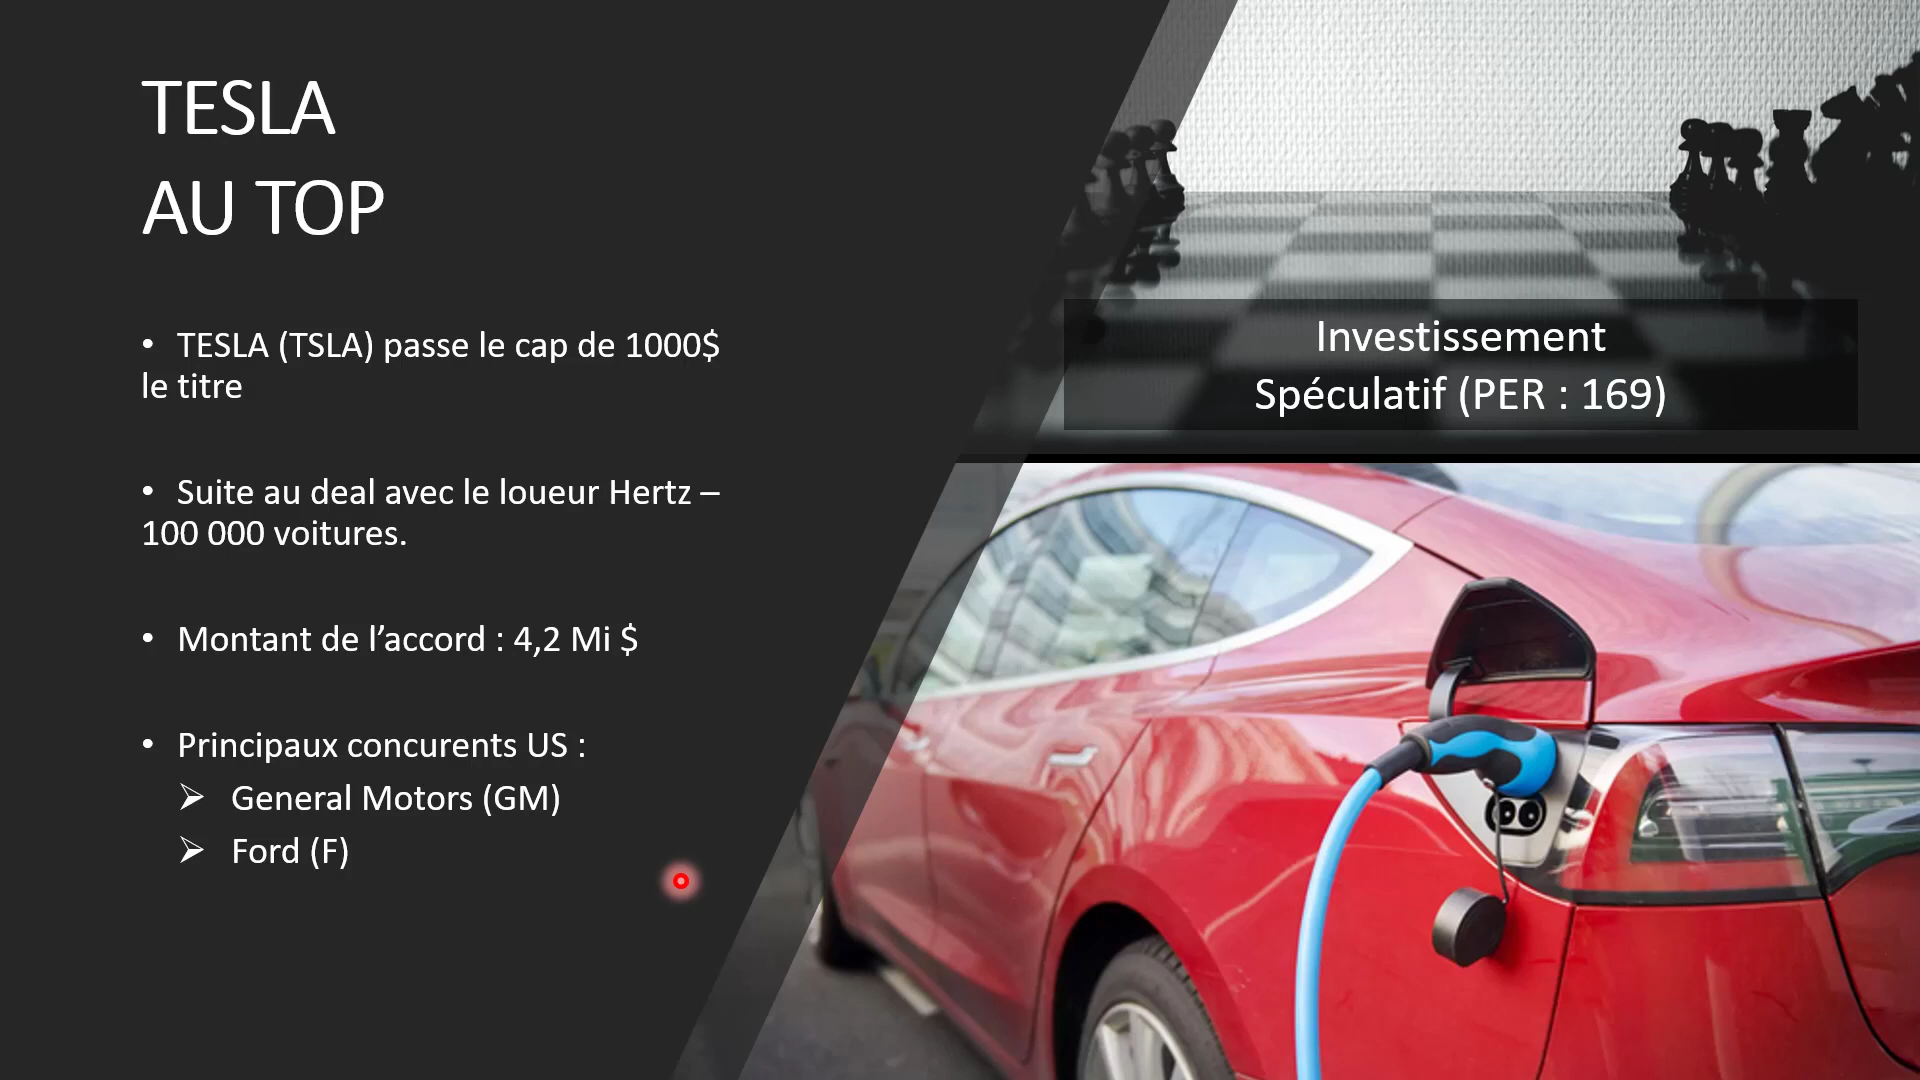 TESLA
AU TOP
• TESLA (TSLA) passe le cap de 1000$
le titre
• Suite au deal avec le loueur Hertz –
100 000 voitures.
• Montant de l’accord : 4,2 Mi $
• Principaux concurents US :
➢ General Motors (GM)
➢ Ford (F)
Investissement
Spéculatif (PER : 169)